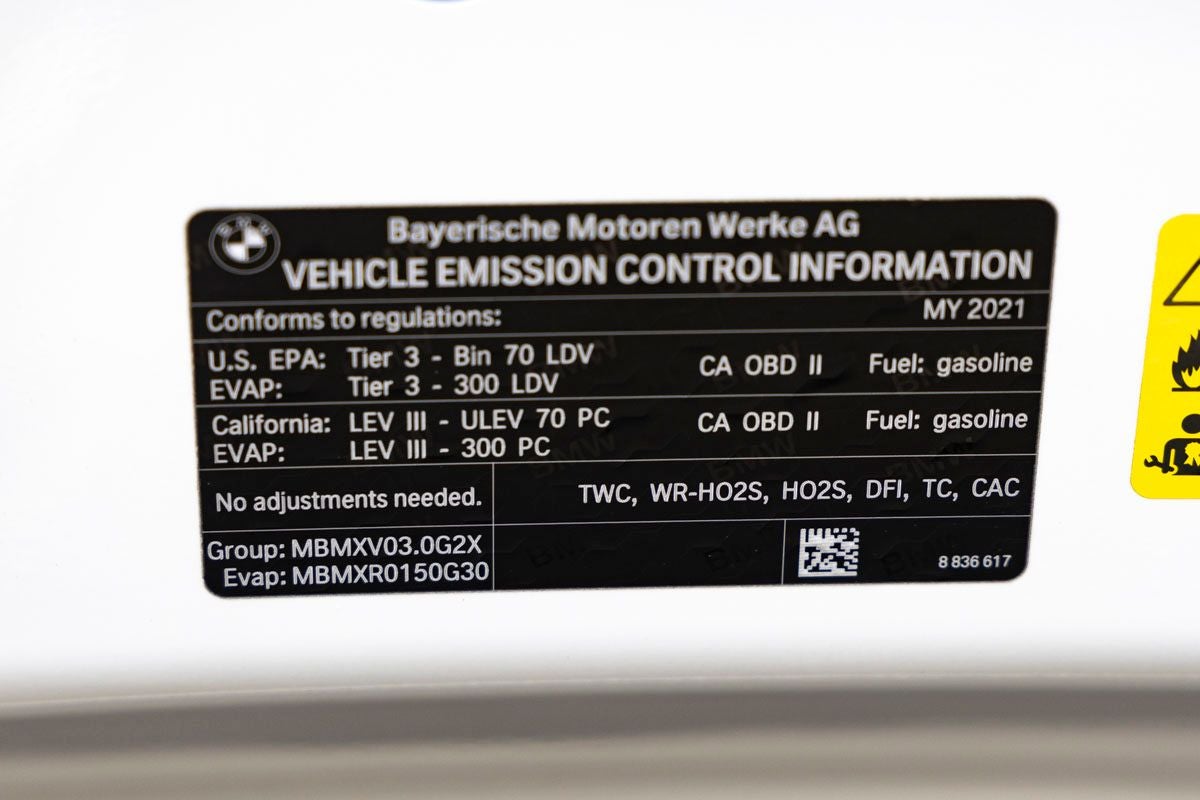 BMW
Bayerische Motoren Werke AG
VEHICLE EMISSION CONTROL INFORMATION
Conforms to regulations: MY 2021
U.S. EPA: Tier 3 - Bin 70 LDV CA OBD II Fuel: gasoline
EVAP: Tier 3 - 300 LDV
California: LEV III - ULEV 70 PC CA OBD II Fuel: gasoline
EVAP: LEV III - 300 PC
No adjustments needed. TWC, WR-HO2S, HO2S, DFI, TC, CAC
Group: MBMXV03.0G2X
Evap: MBMXR0150G30
8 836 617